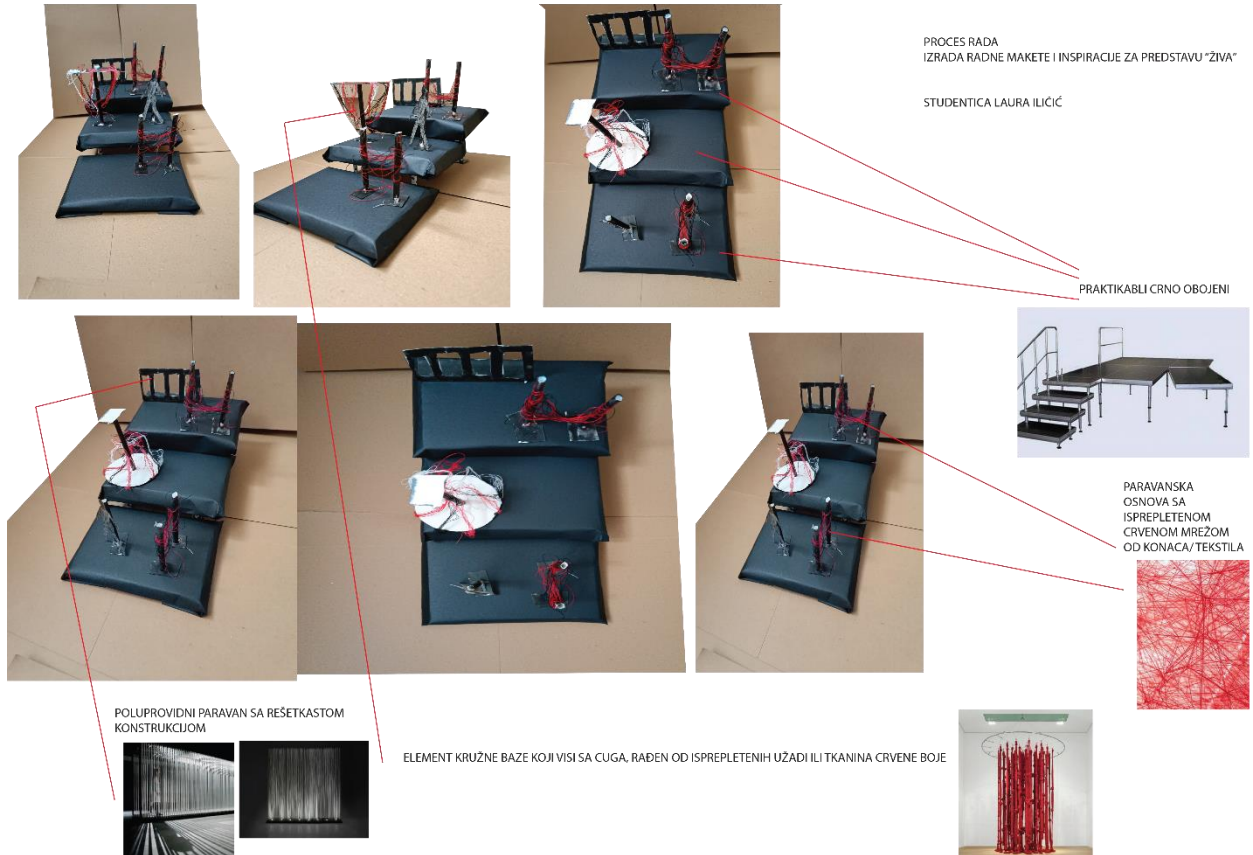 PROCES RADA
IZRADA RADNE MAKETE I INSPIRACIJE ZA PREDSTAVU "ŽIVA"
STUDENTICA LAURA ILIČIĆ
PRAKTIKABLI CRNO OBOJENI
PARAVANSKA
OSNOVA SA
ISPREPLETENOM
CRVENOM MREŽOM
OD KONACA/ TEKSTILA
POLUPROVIDNI PARAVAN SA REŠETKASTOM
KONSTRUKCIJOM
ELEMENT KRUŽNE BAZE KOJI VISI SA CUGA, RAĐEN OD ISPREPLETENIH UŽADI ILI TKANINA CRVENE BOJE